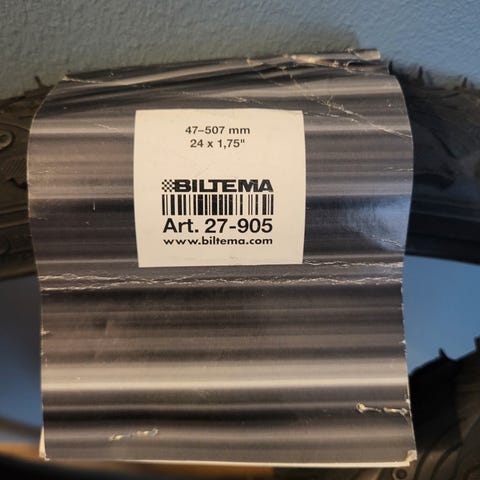 47–507 mm
24 x 1,75"
BILTEMA
Art. 27-905
www.biltema.com